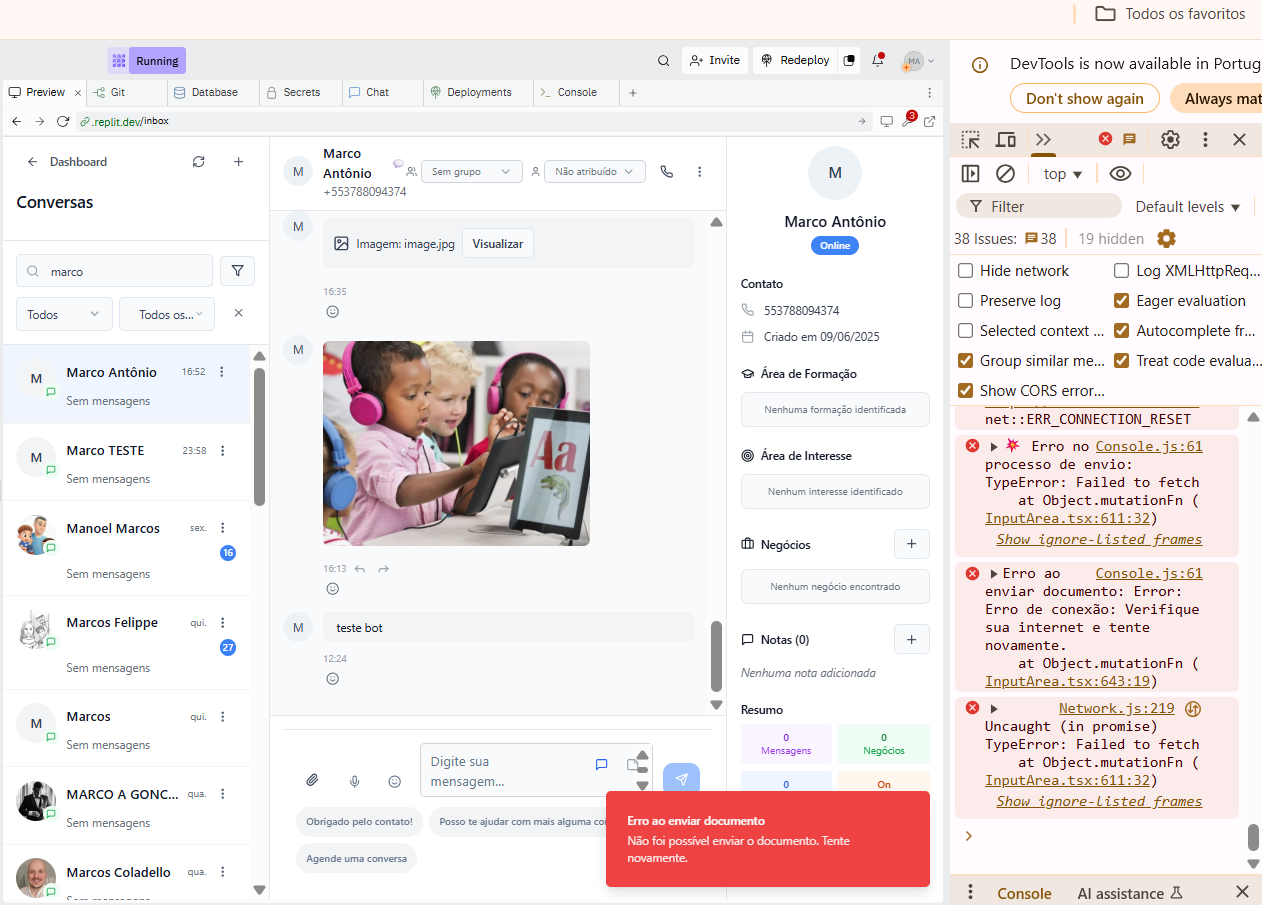 Todos os favoritos
Running
Invite
Redeploy
MA
Preview
Git
Database
Secrets
Chat
Deployments
Console
.replit.dev/inbox
3
Dashboard
Conversas
marco
Todos
Todos os...
M
Marco Antônio
16:52
Sem mensagens
M
Marco TESTE
23:58
Sem mensagens
Manoel Marcos
sex.
16
Sem mensagens
Marcos Felippe
qui.
27
Sem mensagens
M
Marcos
qui.
Sem mensagens
MARCO A GONC...
qua.
Sem mensagens
Marcos Coladello
qua.
Sem mensagens
M
Marco
Antônio
+553788094374
Sem grupo
Não atribuído
M
Imagem: image.jpg
Visualizar
16:35
M
Aa
16:13
M
teste bot
12:24
Digite sua
mensagem...
Obrigado pelo contato!
Posso te ajudar com mais alguma coi
Agende uma conversa
M
Marco Antônio
Online
Contato
553788094374
Criado em 09/06/2025
Área de Formação
Nenhuma formação identificada
Área de Interesse
Nenhum interesse identificado
Negócios
Nenhum negócio encontrado
Notas (0)
Nenhuma nota adicionada
Resumo
0
Mensagens
0
Negócios
0
On
Erro ao enviar documento
Não foi possível enviar o documento. Tente
novamente.
DevTools is now available in Portug
Don't show again
Always mat
top
Filter
Default levels
38 Issues:
38
19 hidden
Hide network
Log XMLHttpReq...
Preserve log
Eager evaluation
Selected context ...
Autocomplete fr...
Group similar me...
Treat code evalua...
Show CORS error...
net::ERR_CONNECTION_RESET
Erro no
Console.js:61
processo de envio:
TypeError: Failed to fetch
at Object.mutationFn (
InputArea.tsx:611:32)
Show ignore-listed frames
Erro ao
Console.js:61
enviar documento: Error:
Erro de conexão: Verifique
sua internet e tente
novamente.
at Object.mutationFn (
InputArea.tsx:643:19)
Network.js:219
Uncaught (in promise)
TypeError: Failed to fetch
at Object.mutationFn (
InputArea.tsx:611:32)
Show ignore-listed frames
Console
AI assistance